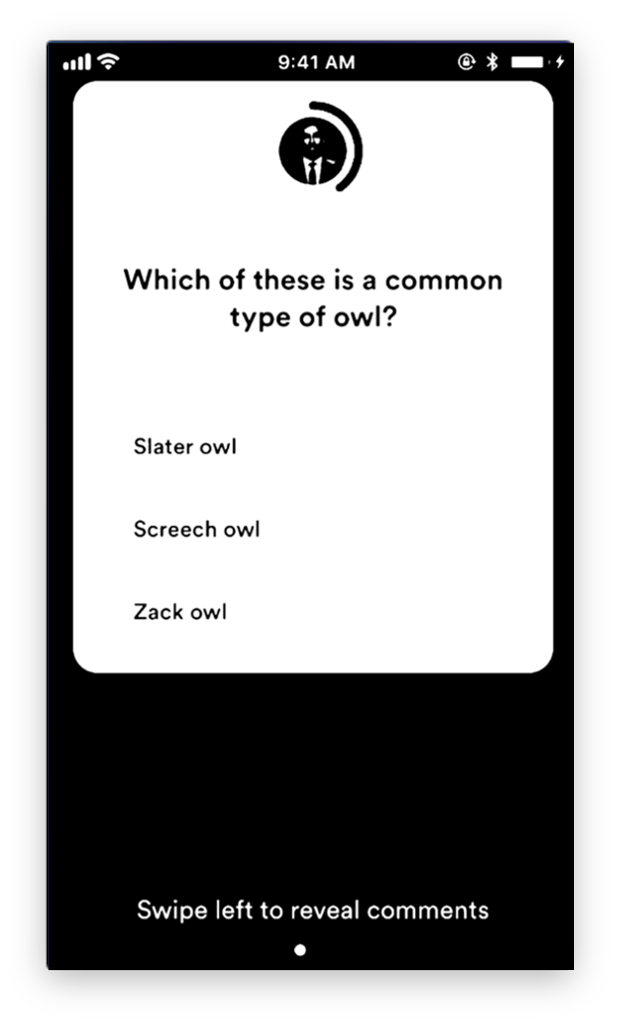 9:41 AM
Which of these is a common
type of owl?
Slater owl
Screech owl
Zack owl
Swipe left to reveal comments